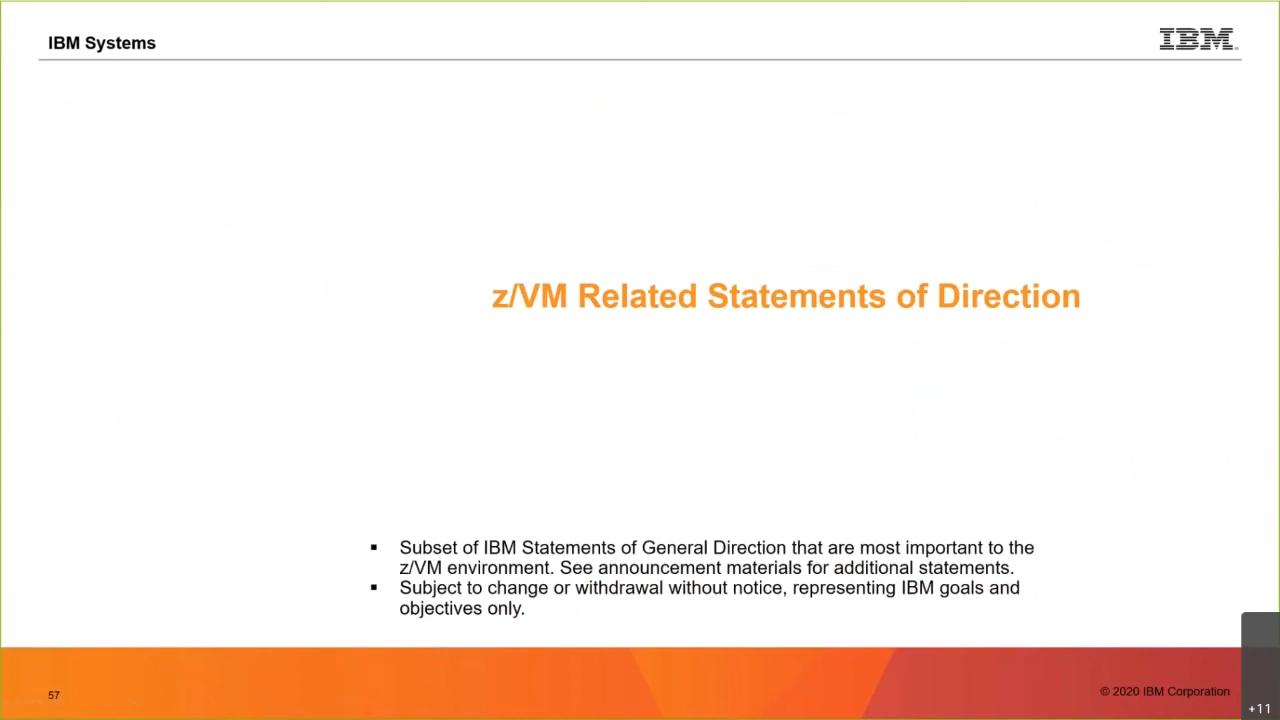 IBM Systems
IBM
z/VM Related Statements of Direction
▪ Subset of IBM Statements of General Direction that are most important to the
z/VM environment. See announcement materials for additional statements.
▪ Subject to change or withdrawal without notice, representing IBM goals and
objectives only.
57
© 2020 IBM Corporation
+11